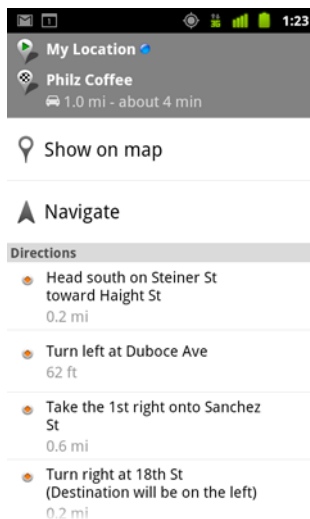 1:23
My Location
Philz Coffee
1.0 mi - about 4 min
Show on map
Navigate
Directions
Head south on Steiner St
toward Haight St
0.2 mi
Turn left at Duboce Ave
62 ft
Take the 1st right onto Sanchez
St
0.6 mi
Turn right at 18th St
(Destination will be on the left)
0.2 mi